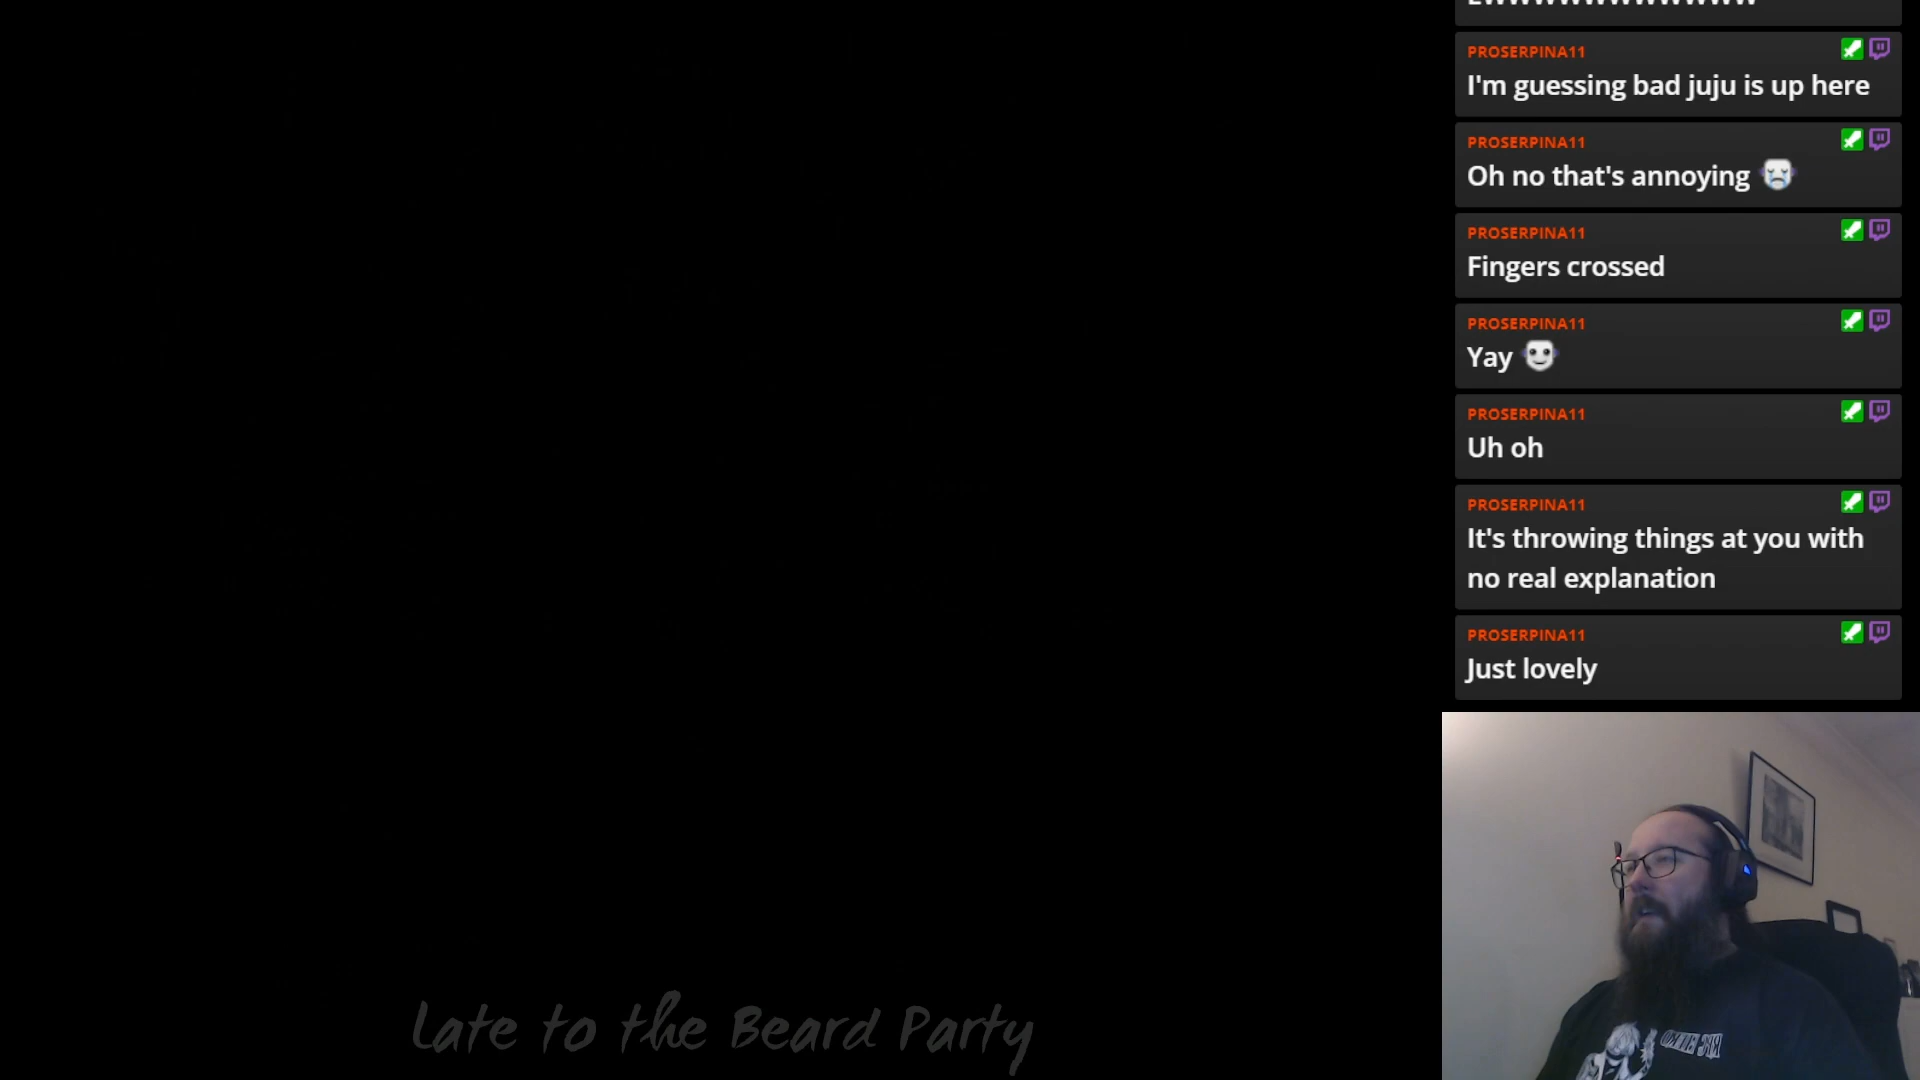 PROSERPINA11
I'm guessing bad juju is up here
PROSERPINA11
Oh no that's annoying
PROSERPINA11
Fingers crossed
PROSERPINA11
Yay
PROSERPINA11
Uh oh
PROSERPINA11
It's throwing things at you with
no real explanation
PROSERPINA11
Just lovely
Late to the Beard Party